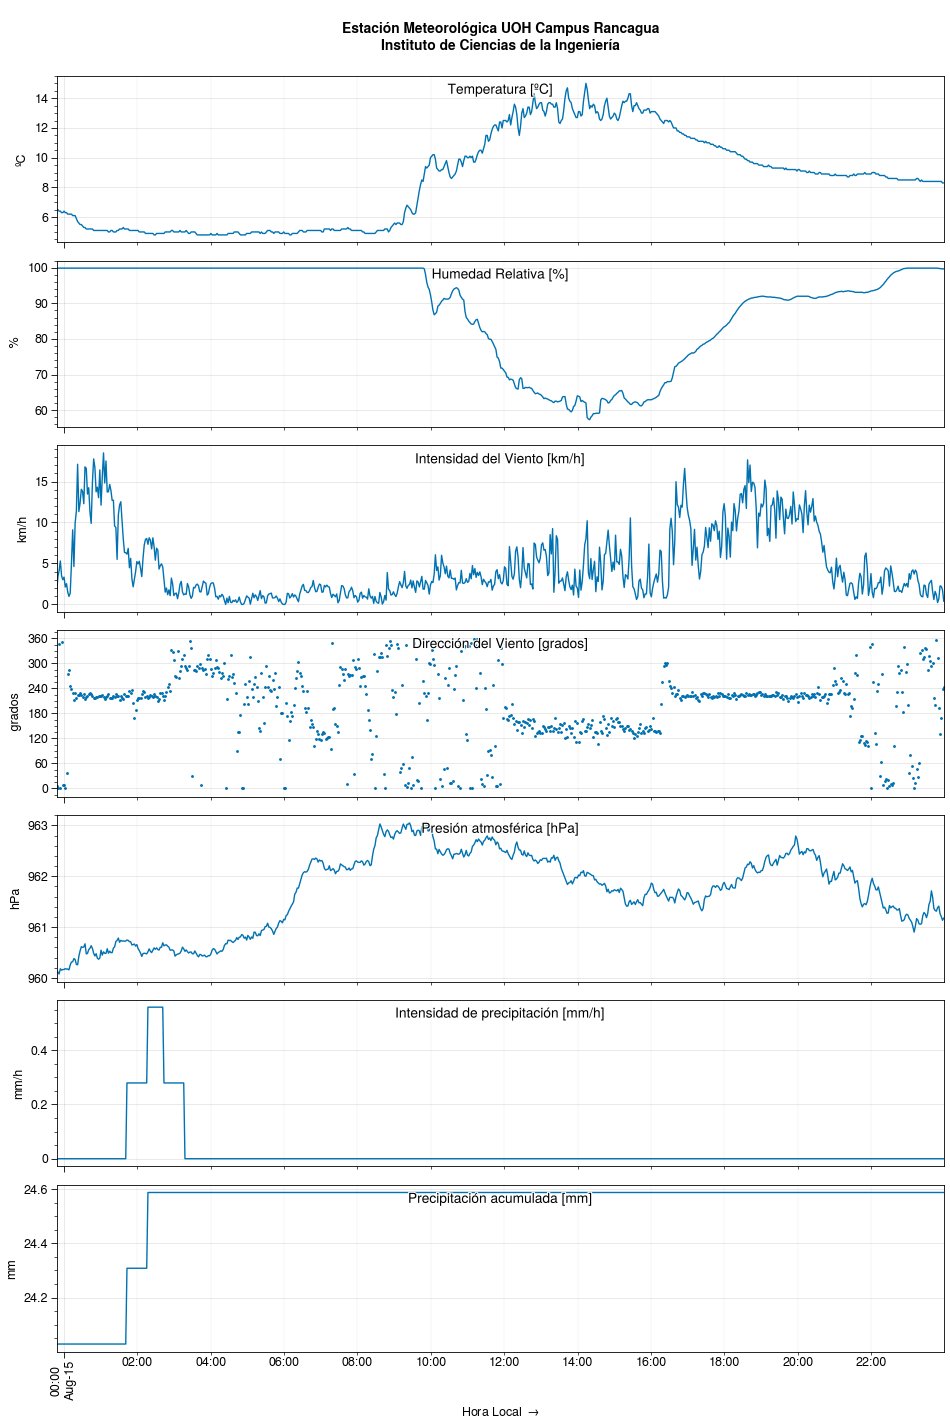 Estación Meteorológica UOH Campus Rancagua
Instituto de Ciencias de la Ingeniería
Temperatura [ºC]
14
12
10
8
6
ºC
Humedad Relativa [%]
100
90
80
70
60
%
Intensidad del Viento [km/h]
15
10
5
0
km/h
Dirección del Viento [grados]
360
300
240
180
120
60
0
grados
Presión atmosférica [hPa]
963
962
961
960
hPa
Intensidad de precipitación [mm/h]
0.4
0.2
0
mm/h
Precipitación acumulada [mm]
24.6
24.4
24.2
mm
00:00
Aug-15
02:00
04:00
06:00
08:00
10:00
12:00
14:00
16:00
18:00
20:00
22:00
Hora Local →